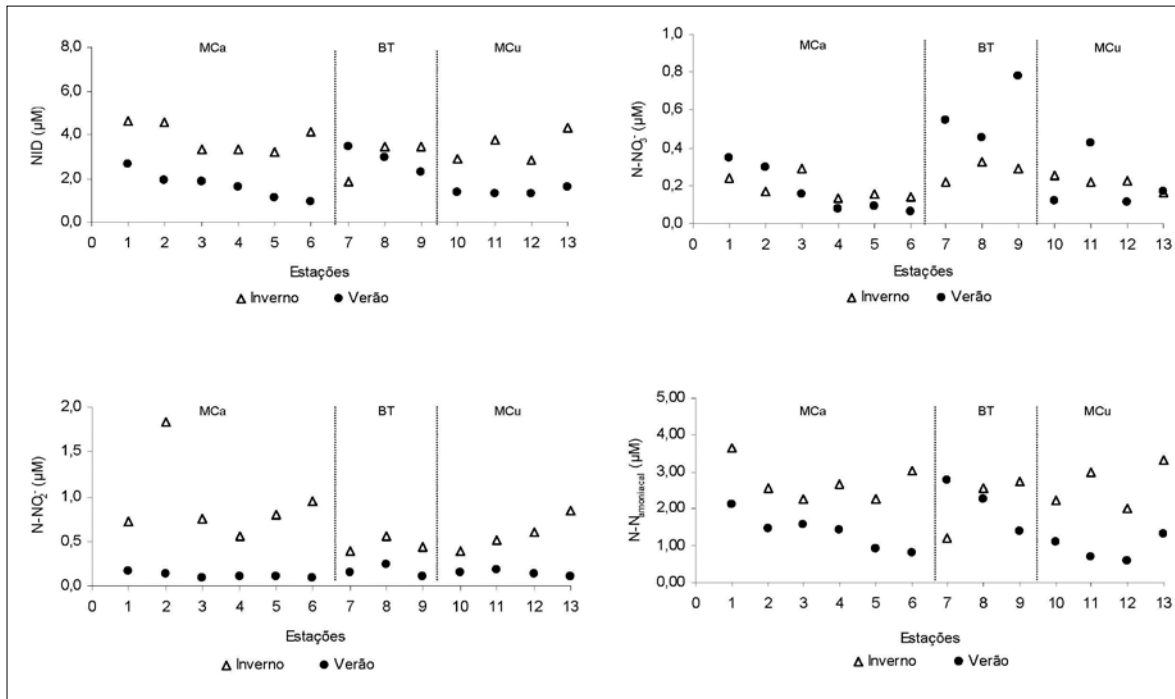 MCa BT MCu
8,0
6,0
4,0
2,0
0,0
NID (µM)
0 1 2 3 4 5 6 7 8 9 10 11 12 13
Estações
Inverno Verão
MCa BT MCu
1,0
0,8
0,6
0,4
0,2
0,0
N-NO3- (µM)
0 1 2 3 4 5 6 7 8 9 10 11 12 13
Estações
Inverno Verão
MCa BT MCu
2,0
1,5
1,0
0,5
0,0
N-NO2- (µM)
0 1 2 3 4 5 6 7 8 9 10 11 12 13
Estações
Inverno Verão
MCa BT MCu
5,00
4,00
3,00
2,00
1,00
0,00
N-Namoniacal (µM)
0 1 2 3 4 5 6 7 8 9 10 11 12 13
Estações
Inverno Verão